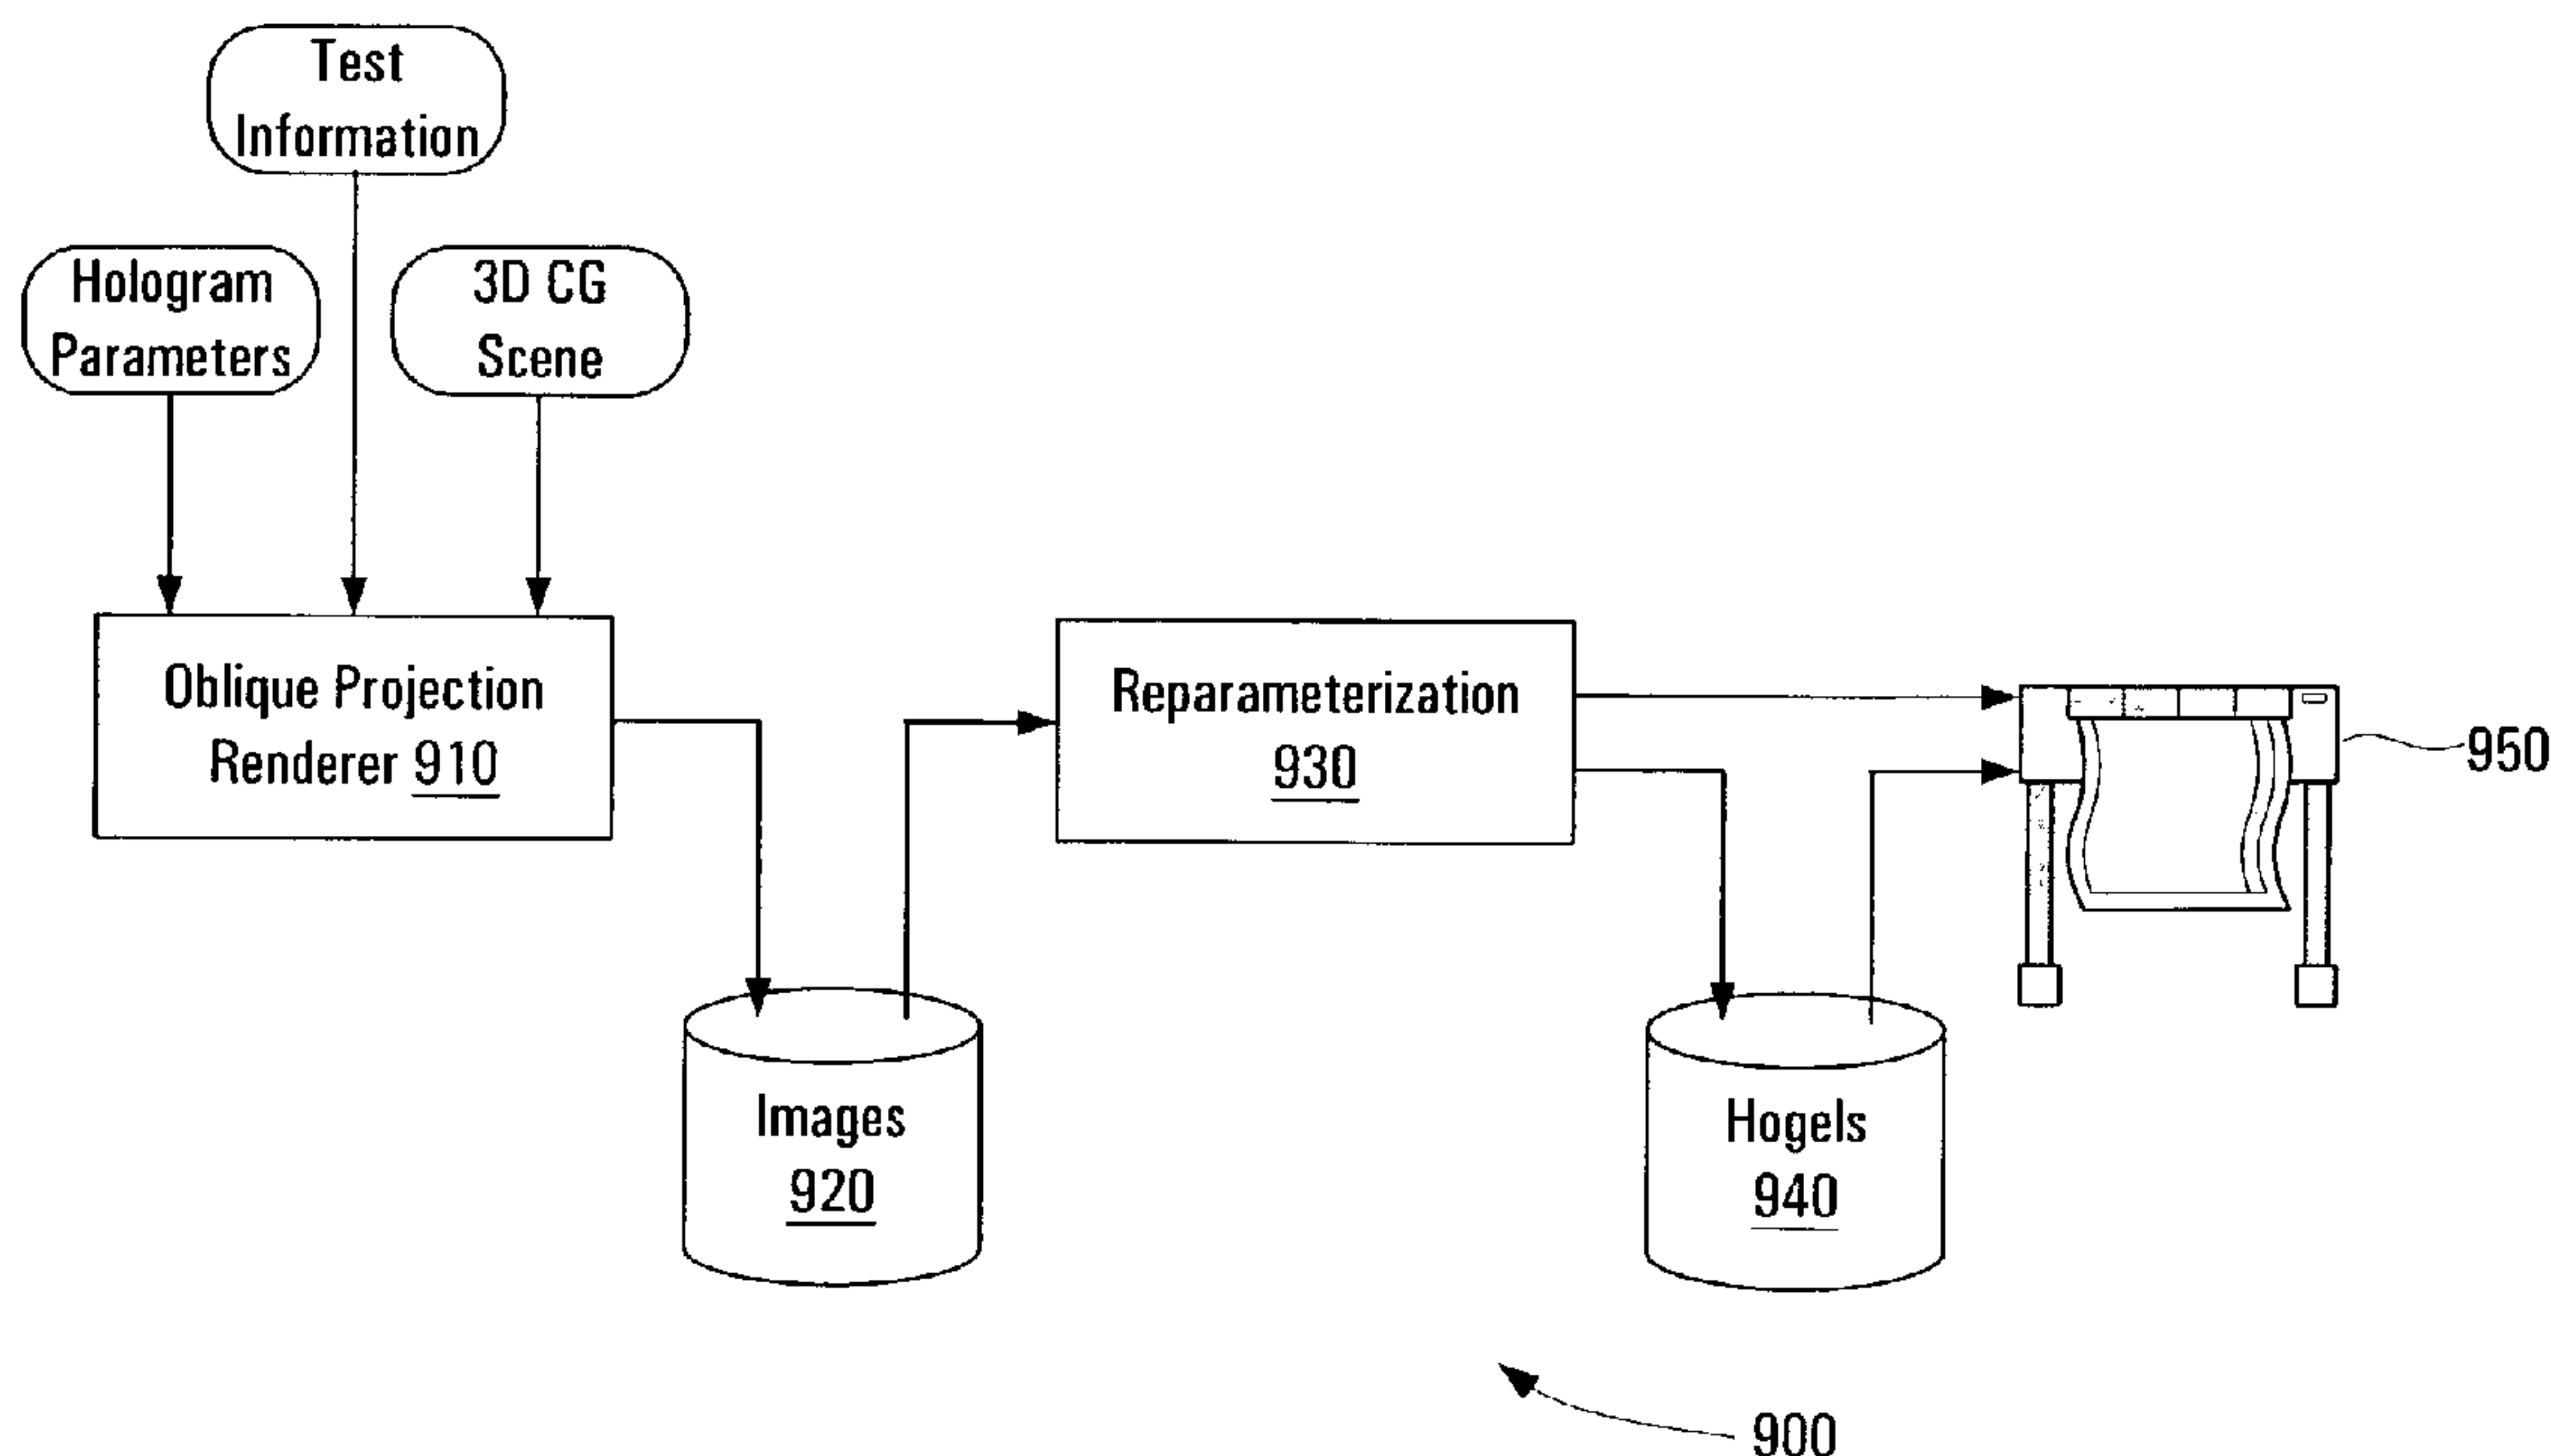 Test
Information
Hologram
Parameters
3D CG
Scene
Oblique Projection
Renderer 910
Reparameterization
930
950
Images
920
Hogels
940
900